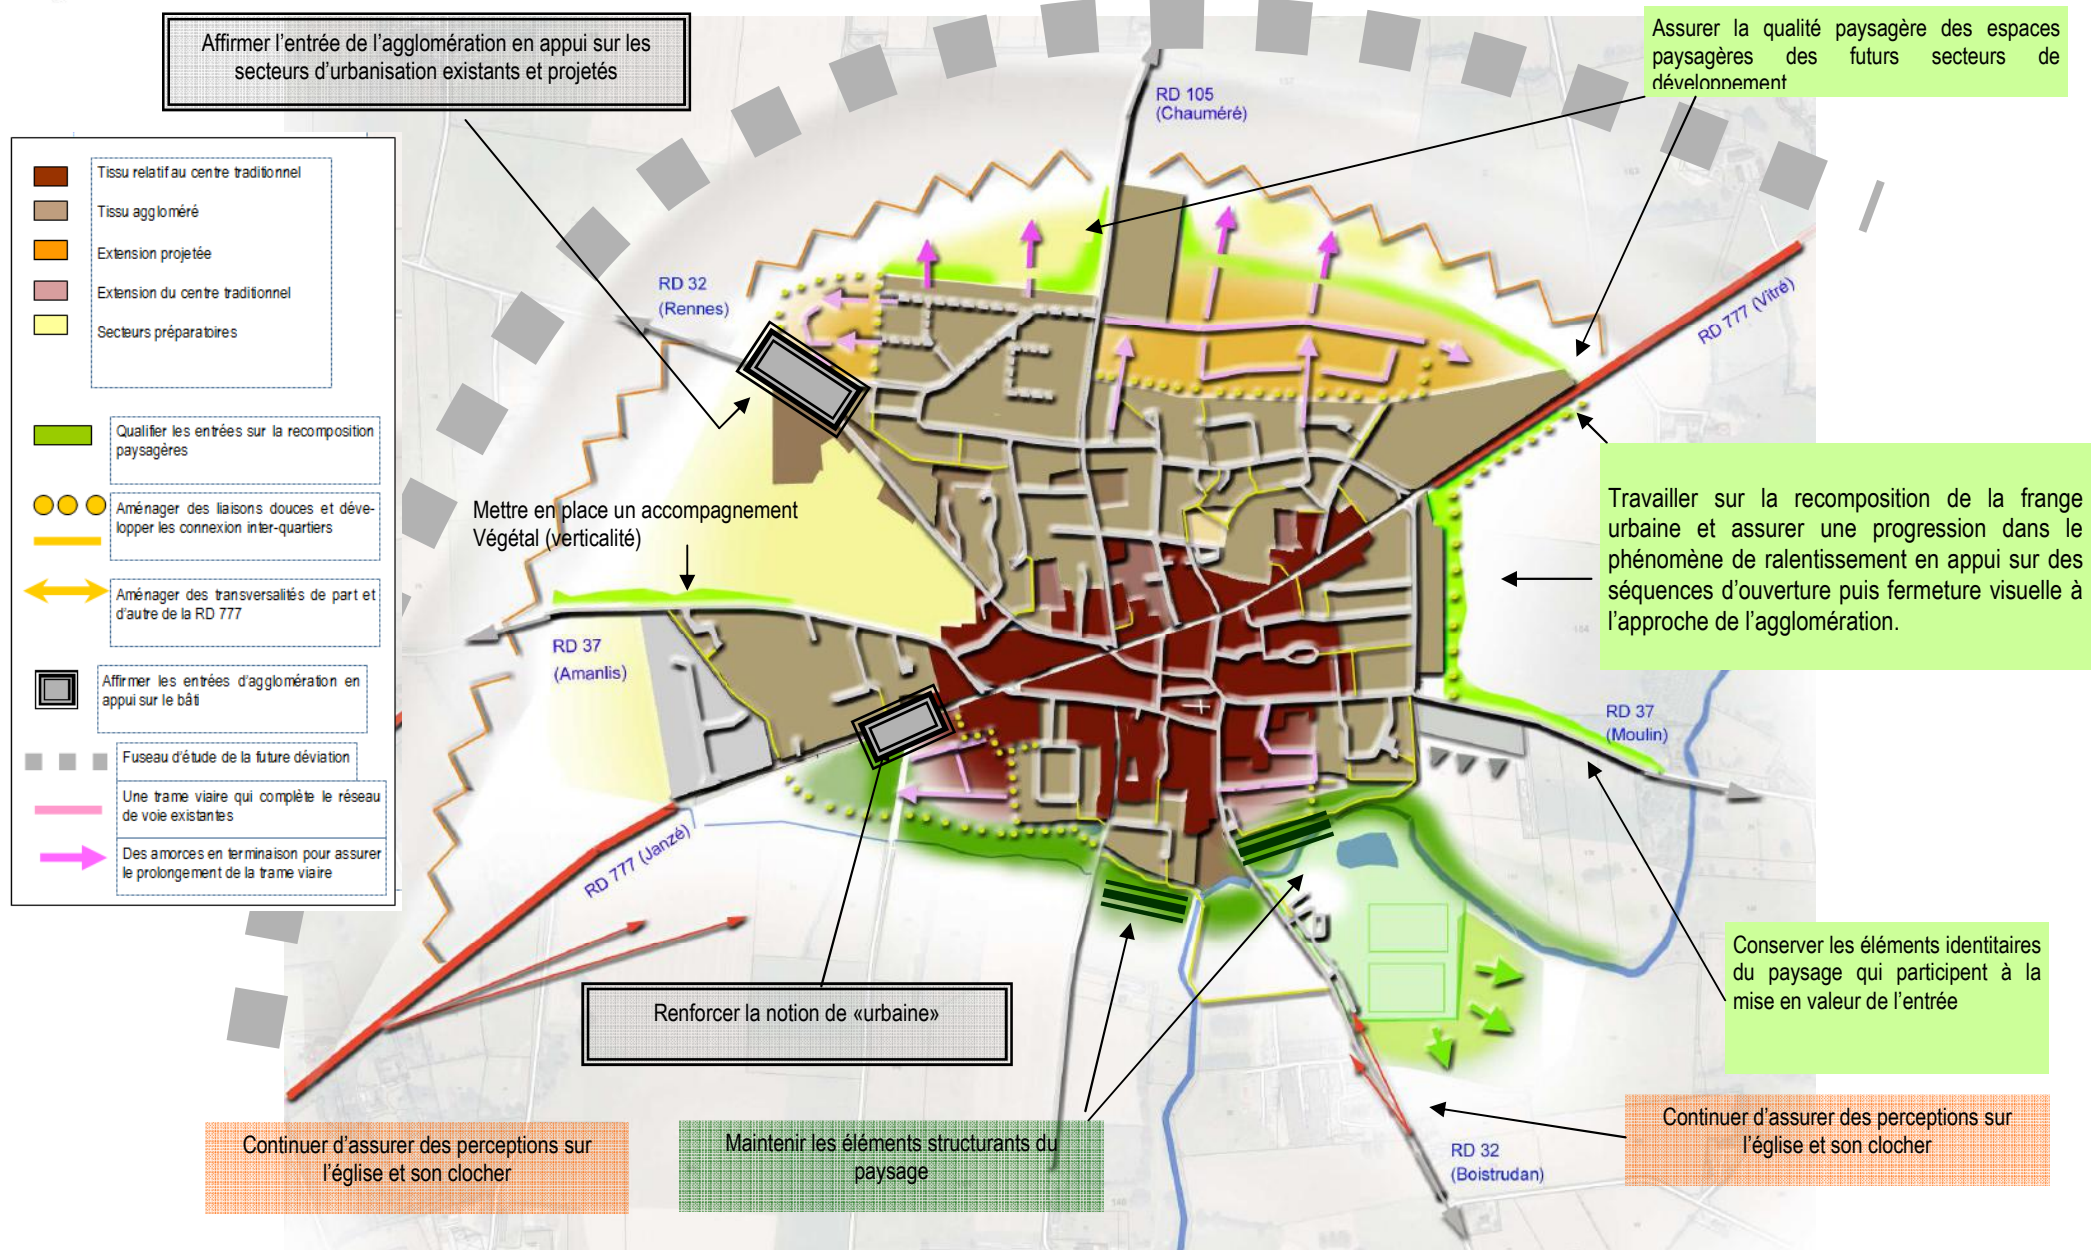 Affirmer l’entrée de l’agglomération en appui sur les
secteurs d’urbanisation existants et projetés
Assurer la qualité paysagère des espaces
paysagères des futurs secteurs de
développement
RD 105
(Chauméré)
Tissu relatif au centre traditionnel
Tissu aggloméré
Extension projetée
Extension du centre traditionnel
Secteurs préparatoires
Qualifier les entrées sur la recomposition
paysagères
Aménager des liaisons douces et déve-
lopper les connexion inter-quartiers
Aménager des transversalités de part et
d’autre de la RD 777
Affirmer les entrées d’agglomération en
appui sur le bâti
Fuseau d’étude de la future déviation
Une trame viaire qui complète le réseau
de voie existantes
Des amorces en terminaison pour assurer
le prolongement de la trame viaire
RD 32
(Rennes)
RD 777 (Vitré)
Mettre en place un accompagnement
Végétal (verticalité)
Travailler sur la recomposition de la frange
urbaine et assurer une progression dans le
phénomène de ralentissement en appui sur des
séquences d’ouverture puis fermeture visuelle à
l’approche de l’agglomération.
RD 37
(Amanlis)
RD 37
(Moulin)
RD 777 (Janzé)
Conserver les éléments identitaires
du paysage qui participent à la
mise en valeur de l’entrée
Renforcer la notion de «urbaine»
Continuer d’assurer des perceptions sur
l’église et son clocher
Maintenir les éléments structurants du
paysage
RD 32
(Boistrudan)
Continuer d’assurer des perceptions sur
l’église et son clocher